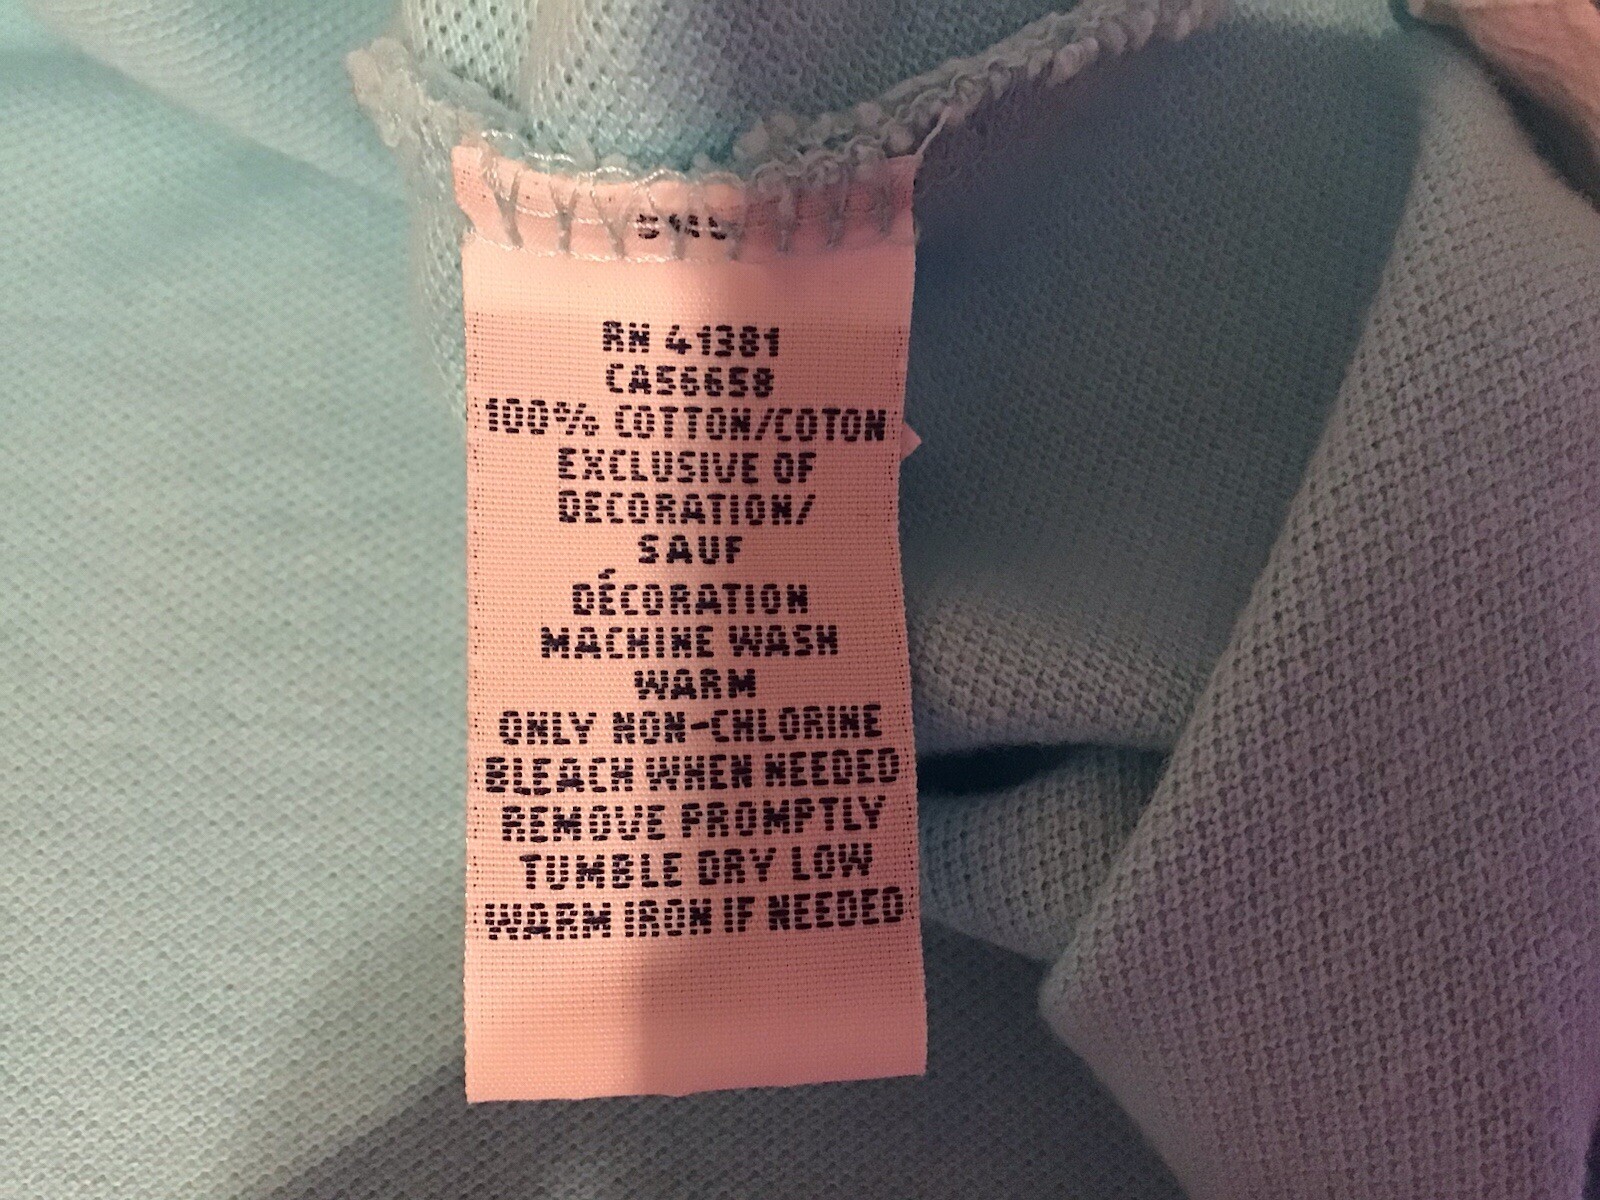 RN 41381
CA56658
100% COTTON/COTON
EXCLUSIVE OF
DECORATION/
SAUF
DÉCORATION
MACHINE WASH
WARM
ONLY NON-CHLORINE
BLEACH WHEN NEEDED
REMOVE PROMPTLY
TUMBLE DRY LOW
WARM IRON IF NEEDED